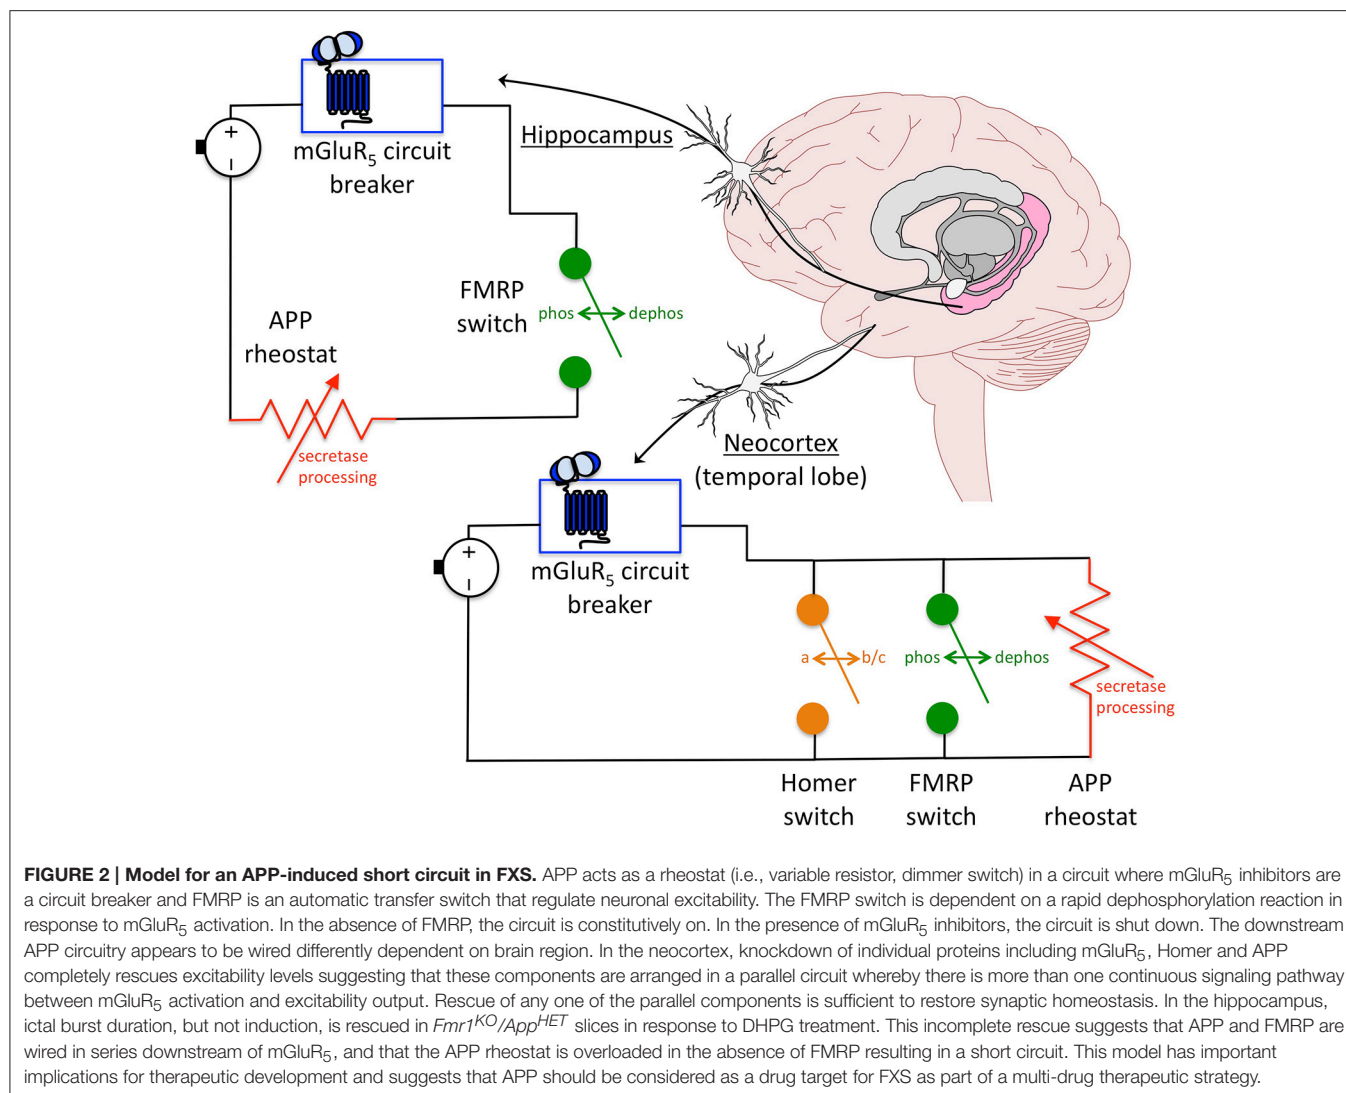 +
−
mGluR5 circuit
breaker
Hippocampus
FMRP
switch
phos
dephos
APP
rheostat
secretase
processing
Neocortex
(temporal lobe)
+
−
mGluR5 circuit
breaker
a
b/c
phos
dephos
secretase
processing
Homer
switch
FMRP
switch
APP
rheostat
FIGURE 2 | Model for an APP-induced short circuit in FXS. APP acts as a rheostat (i.e., variable resistor, dimmer switch) in a circuit where mGluR5 inhibitors are
a circuit breaker and FMRP is an automatic transfer switch that regulate neuronal excitability. The FMRP switch is dependent on a rapid dephosphorylation reaction in
response to mGluR5 activation. In the absence of FMRP, the circuit is constitutively on. In the presence of mGluR5 inhibitors, the circuit is shut down. The downstream
APP circuitry appears to be wired differently dependent on brain region. In the neocortex, knockdown of individual proteins including mGluR5, Homer and APP
completely rescues excitability levels suggesting that these components are arranged in a parallel circuit whereby there is more than one continuous signaling pathway
between mGluR5 activation and excitability output. Rescue of any one of the parallel components is sufficient to restore synaptic homeostasis. In the hippocampus,
ictal burst duration, but not induction, is rescued in Fmr1KO/AppHET slices in response to DHPG treatment. This incomplete rescue suggests that APP and FMRP are
wired in series downstream of mGluR5, and that the APP rheostat is overloaded in the absence of FMRP resulting in a short circuit. This model has important
implications for therapeutic development and suggests that APP should be considered as a drug target for FXS as part of a multi-drug therapeutic strategy.